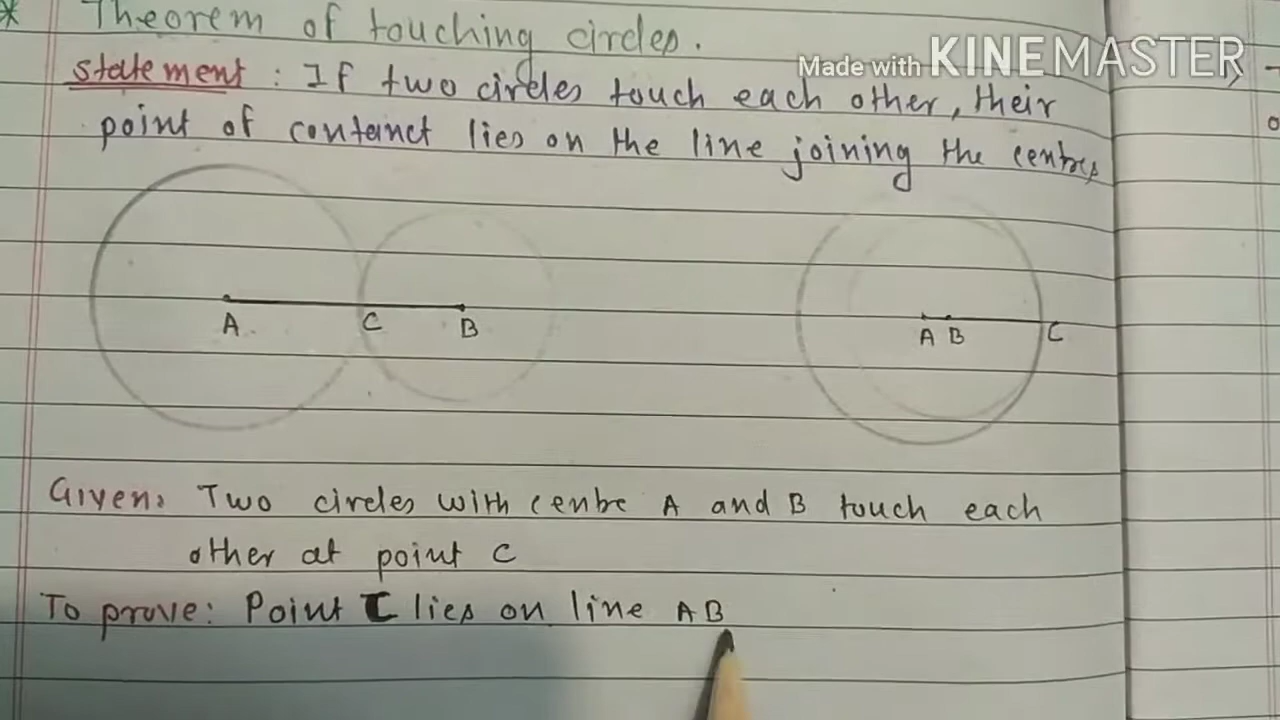 * Theorem of touching circles.
Made with KINEMASTER
statement : If two circles touch each other, their
point of contanct lies on the line joining the centres
A C B
A B C
Given: Two circles with centre A and B touch each
other at point C
To prove: Point C lies on line AB